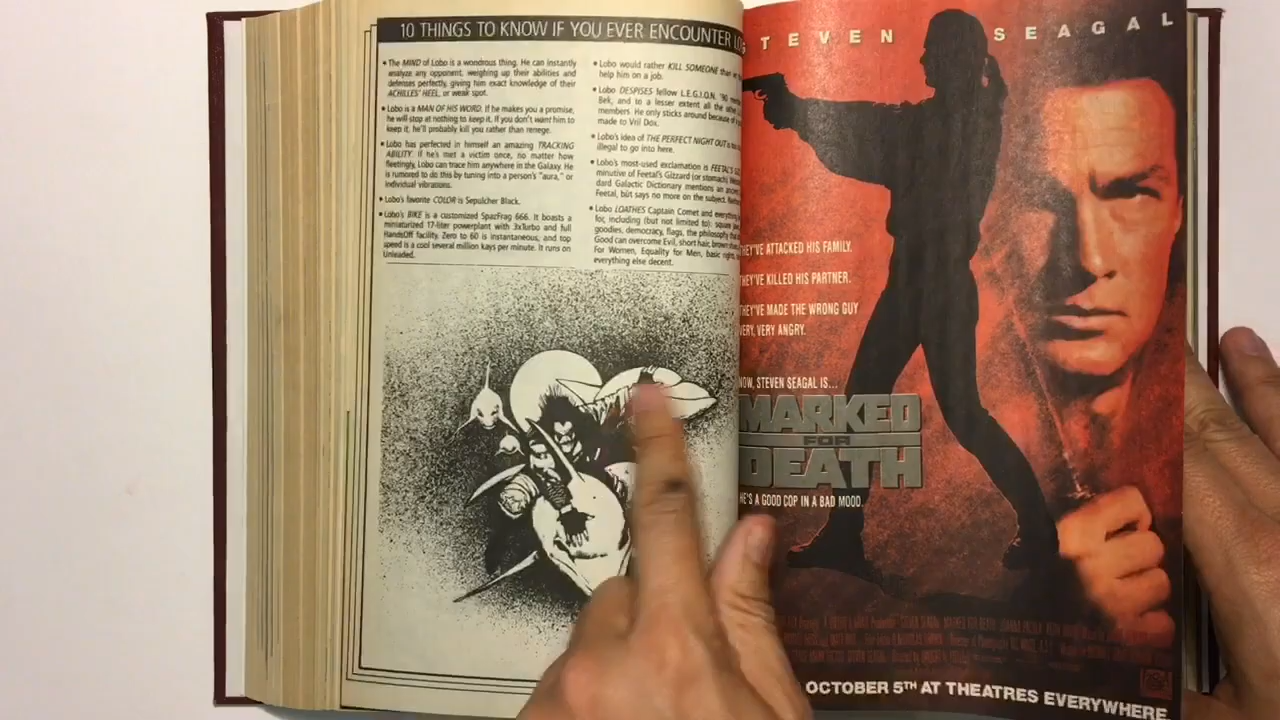 10 THINGS TO KNOW IF YOU EVER ENCOUNTER
• The MIND of Lobo is a wondrous thing. He can instantly
analyze any opponent, weighing up their abilities and
defenses perfectly, giving him exact knowledge of their
ACHILLES' HEEL, or weak spot.
• Lobo is a MAN OF HIS WORD. If he makes you a promise,
he will stop at nothing to keep it. If you don't want him to
keep it, he'll probably kill you rather than renege.
• Lobo has perfected in himself an amazing TRACKING
ABILITY. If he's met a victim once, no matter how
fleetingly, Lobo can trace him anywhere in the Galaxy. He
is rumored to do this by tuning into a person's "aura," or
individual vibrations.
• Lobo's favorite COLOR is Sepulcher Black.
• Lobo's BIKE is a customized SpazFrag 666. It boasts a
miniaturized 17-liter powerplant with 3xTurbo and full
HandsOff facility. Zero to 60 is instantaneous, and top
speed is a cool several million kays per minute. It runs on
Unleaded.
• Lobo would rather KILL SOMEONE than
help him on a job.
• Lobo DESPISES fellow L.E.G.I.O.N. '90
Bek, and to a lesser extent all the other
members. He only sticks around because of a
made to Vril Dox.
• Lobo's idea of THE PERFECT NIGHT OUT is
illegal to go into here.
• Lobo's most-used exclamation is FEETAL'S
minutive of Feetal's Gizzard (or stomach).
dard Galactic Dictionary mentions an
Feetal, but says no more on the subject.
• Lobo LOATHES Captain Comet and everything
for, including (but not limited to): square
goodies, democracy, flags, the philosophy that
Good can overcome Evil, short hair, brown
For Women, Equality for Men, basic rights,
everything else decent.
STEVEN SEAGAL
THEY'VE ATTACKED HIS FAMILY.
THEY'VE KILLED HIS PARTNER.
THEY'VE MADE THE WRONG GUY
VERY, VERY ANGRY.
NOW, STEVEN SEAGAL IS...
MARKED
FOR
DEATH
HE'S A GOOD COP IN A BAD MOOD.
OCTOBER 5TH AT THEATRES EVERYWHERE.